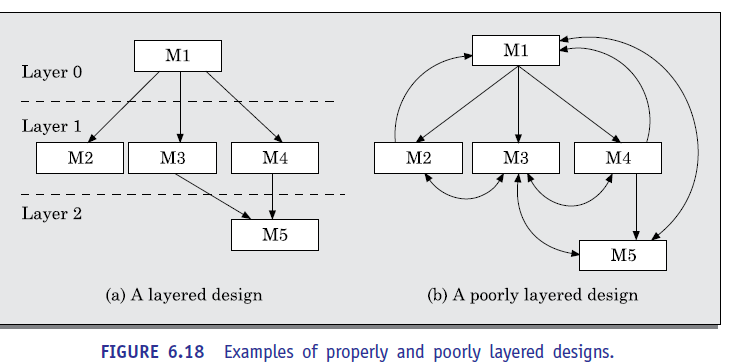 M1
Layer 0
Layer 1
M2 M3 M4
Layer 2
M5
(a) A layered design
M1
M2 M3 M4
M5
(b) A poorly layered design
FIGURE 6.18 Examples of properly and poorly layered designs.